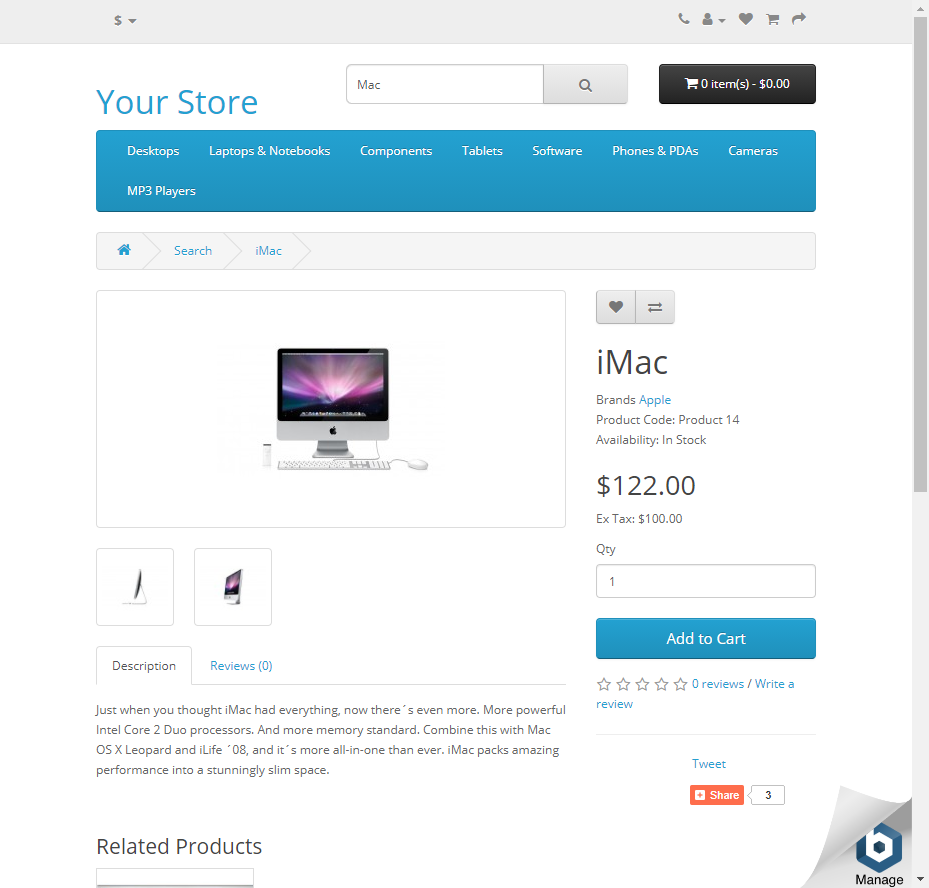 $
Mac
0 item(s) - $0.00
Your Store
Desktops Laptops & Notebooks Components Tablets Software Phones & PDAs Cameras
MP3 Players
Search iMac
iMac
Brands Apple
Product Code: Product 14
Availability: In Stock
$122.00
Ex Tax: $100.00
Qty
1
Add to Cart
0 reviews / Write a
review
Tweet
Share 3
Description Reviews (0)
Just when you thought iMac had everything, now there´s even more. More powerful
Intel Core 2 Duo processors. And more memory standard. Combine this with Mac
OS X Leopard and iLife ´08, and it´s more all-in-one than ever. iMac packs amazing
performance into a stunningly slim space.
Related Products
b
Manage